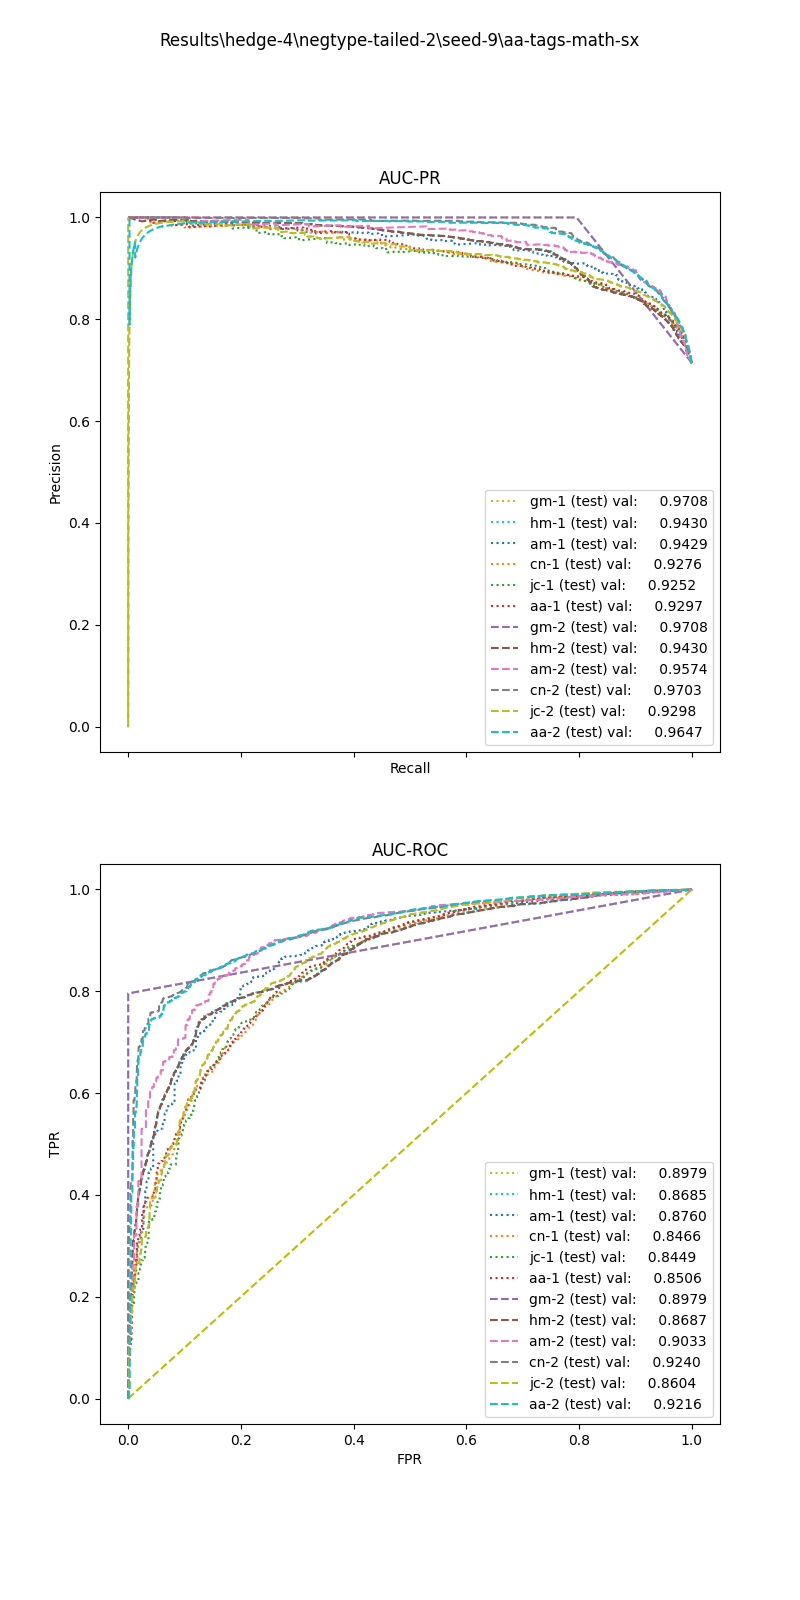 Results\hedge-4\negtype-tailed-2\seed-9\aa-tags-math-sx
AUC-PR
1.0
0.8
0.6
0.4
0.2
0.0
Precision
Recall
gm-1 (test) val: 0.9708
hm-1 (test) val: 0.9430
am-1 (test) val: 0.9429
cn-1 (test) val: 0.9276
jc-1 (test) val: 0.9252
aa-1 (test) val: 0.9297
gm-2 (test) val: 0.9708
hm-2 (test) val: 0.9430
am-2 (test) val: 0.9574
cn-2 (test) val: 0.9703
jc-2 (test) val: 0.9298
aa-2 (test) val: 0.9647
AUC-ROC
1.0
0.8
0.6
0.4
0.2
0.0
TPR
gm-1 (test) val: 0.8979
hm-1 (test) val: 0.8685
am-1 (test) val: 0.8760
cn-1 (test) val: 0.8466
jc-1 (test) val: 0.8449
aa-1 (test) val: 0.8506
gm-2 (test) val: 0.8979
hm-2 (test) val: 0.8687
am-2 (test) val: 0.9033
cn-2 (test) val: 0.9240
jc-2 (test) val: 0.8604
aa-2 (test) val: 0.9216
0.0 0.2 0.4 0.6 0.8 1.0
FPR